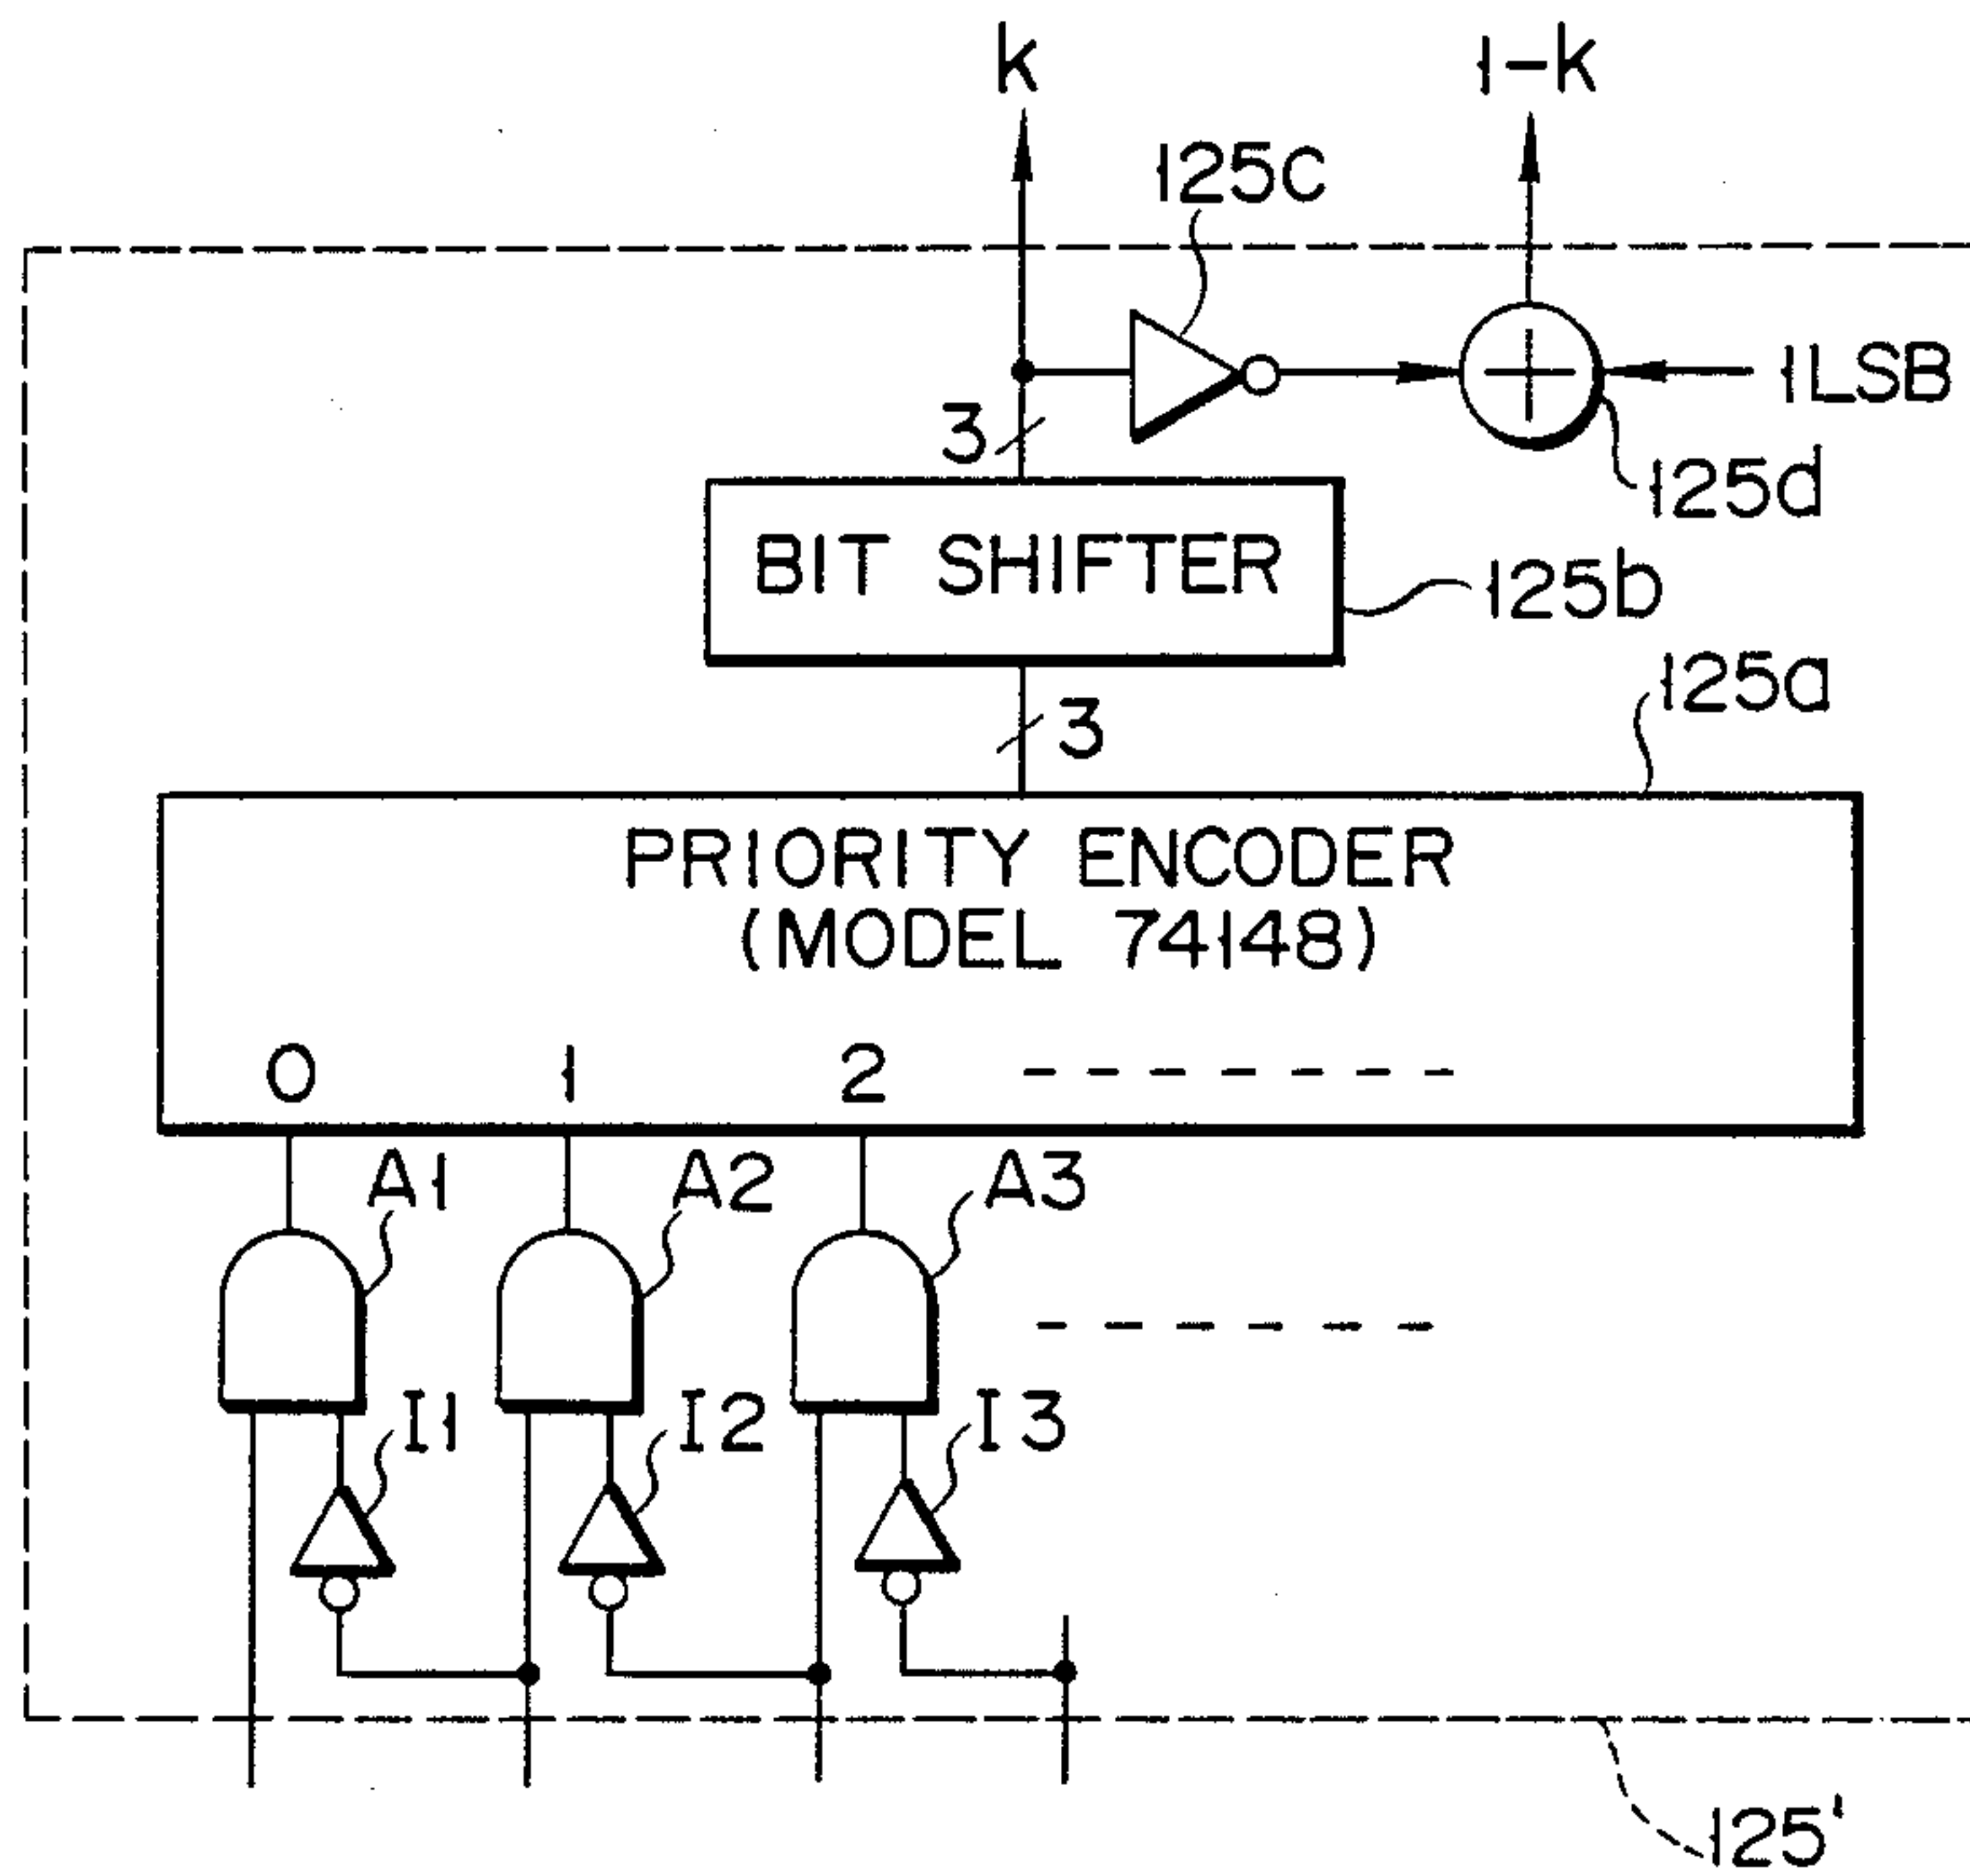 k
1-k
125c
1LSB
3
125d
BIT SHIFTER
125b
3
125a
PRIORITY ENCODER
(MODEL 74148)
0 1 2
A1 A2 A3
I1 I2 I3
125'